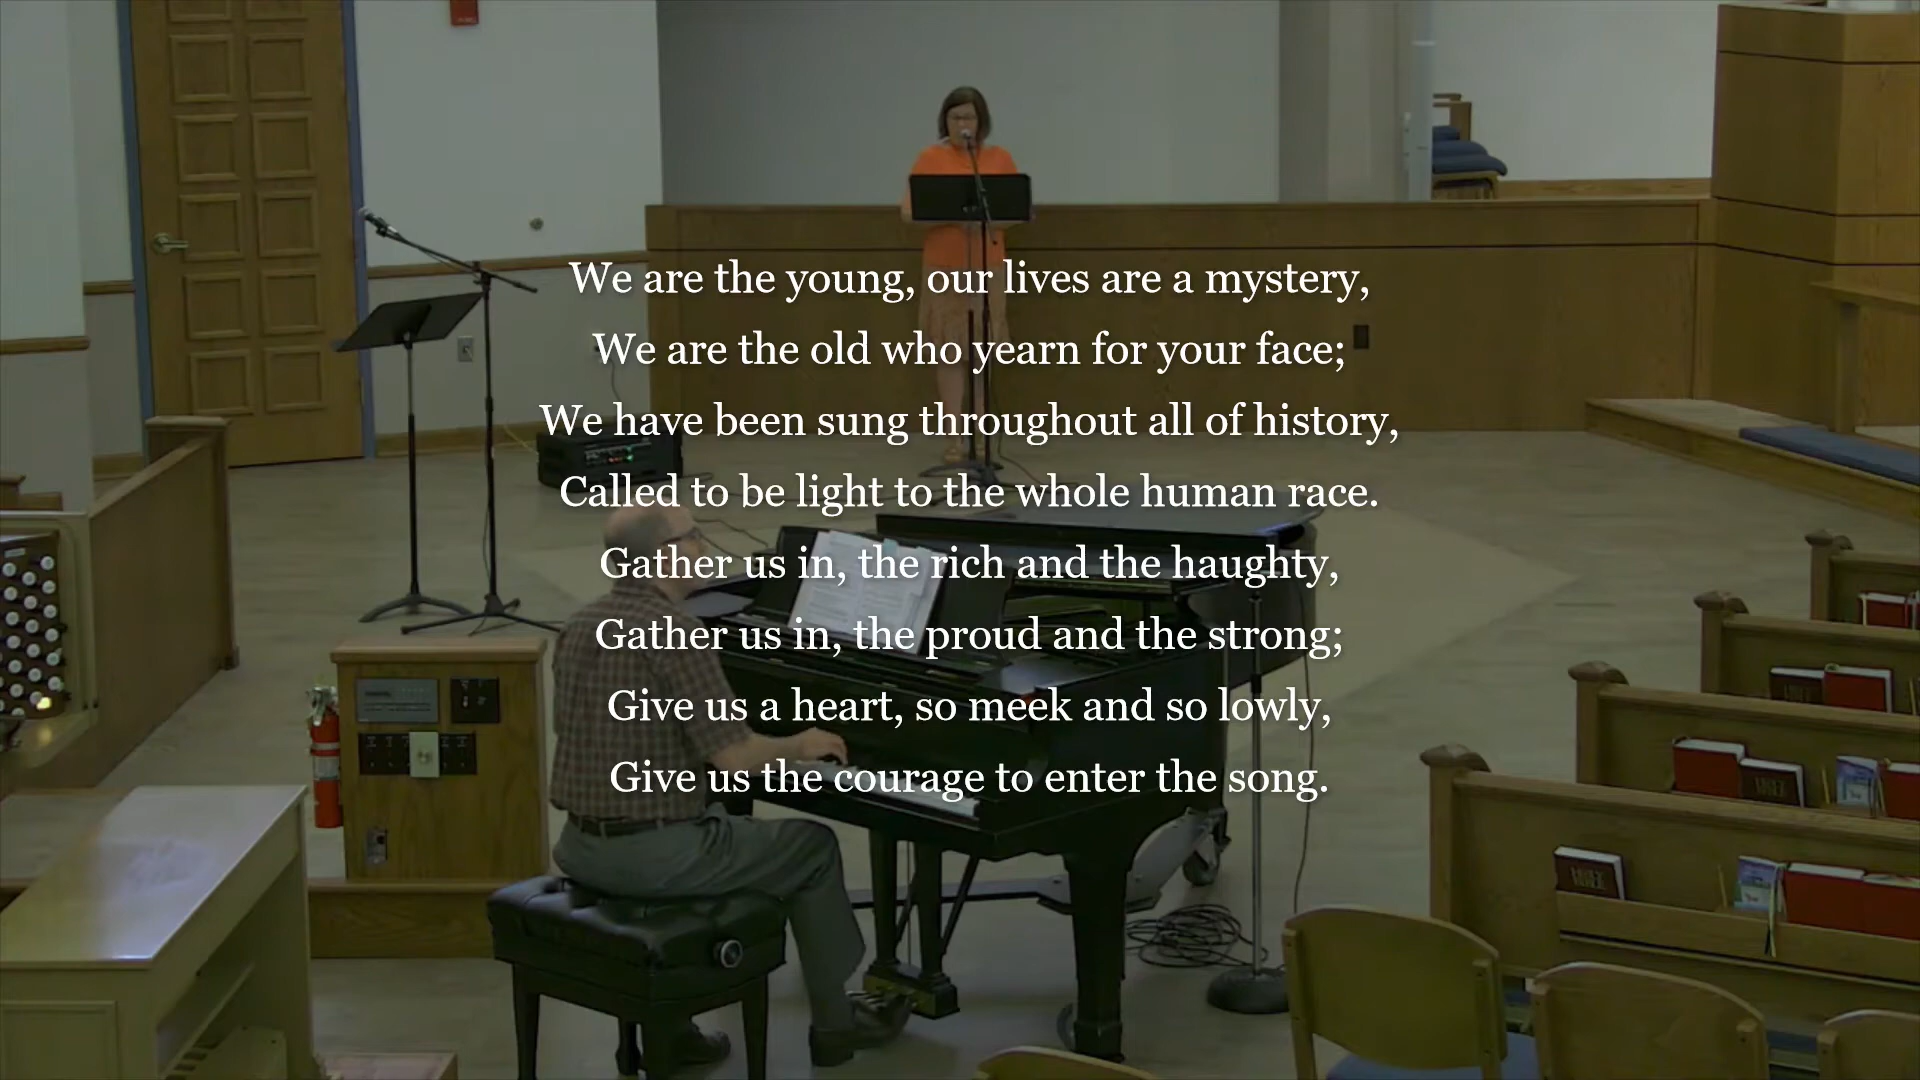 We are the young, our lives are a mystery,
We are the old who yearn for your face;
We have been sung throughout all of history,
Called to be light to the whole human race.
Gather us in, the rich and the haughty,
Gather us in, the proud and the strong;
Give us a heart, so meek and so lowly,
Give us the courage to enter the song.